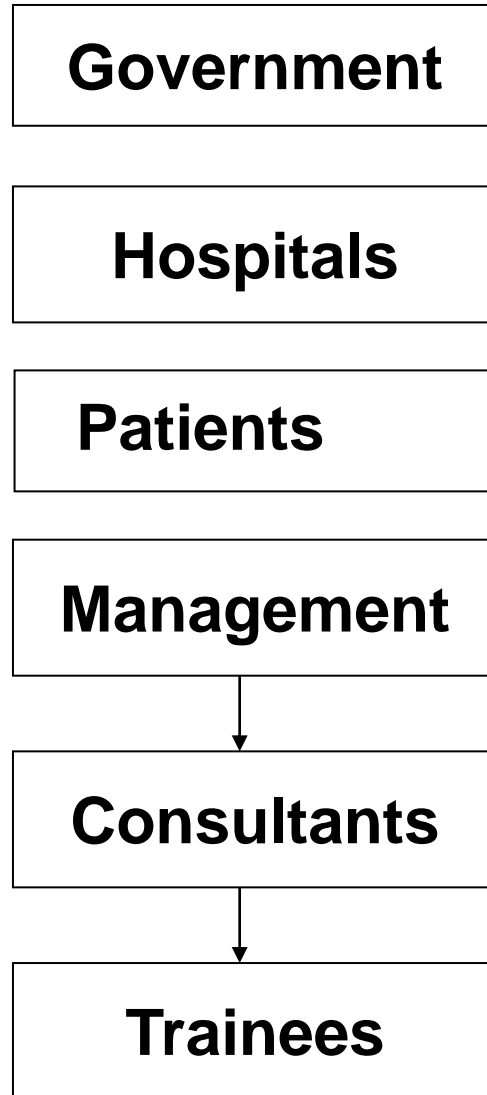 Government
Hospitals
Patients
Management
Consultants
Trainees